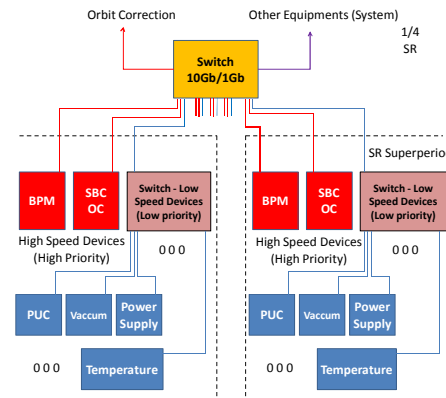 Orbit Correction
Other Equipments (System)
1/4
SR
Switch
10Gb/1Gb
SR Superperio
BPM
SBC
OC
Switch - Low
Speed Devices
(Low priority)
High Speed Devices
(High Priority)
0 0 0
PUC
Vaccum
Power
Supply
0 0 0
Temperature
BPM
SBC
OC
Switch - Low
Speed Devices
(Low priority)
High Speed Devices
(High Priority)
0 0 0
PUC
Vaccum
Power
Supply
0 0 0
Temperature